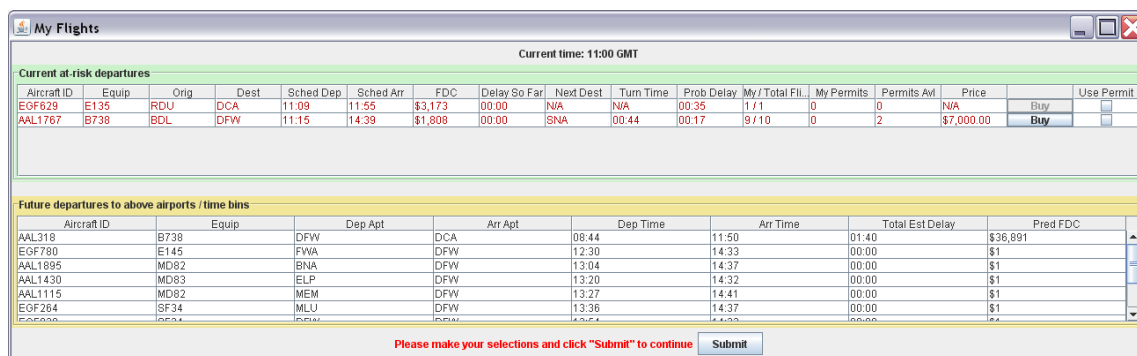 My Flights
Current time: 11:00 GMT
Current at-risk departures
Aircraft ID Equip Orig Dest Sched Dep Sched Arr FDC Delay So Far Next Dest Turn Time Prob Delay My / Total Fli... My Permits Permits Avl Price Use Permit
EGF629 E135 RDU DCA 11:09 11:55 $3,173 00:00 N/A N/A 00:35 1 / 1 0 0 N/A Buy
AAL1767 B738 BDL DFW 11:15 14:39 $1,808 00:00 SNA 00:44 00:17 9 / 10 0 2 $7,000.00 Buy
Future departures to above airports / time bins
Aircraft ID Equip Dep Apt Arr Apt Dep Time Arr Time Total Est Delay Pred FDC
AAL318 B738 DFW DCA 08:44 11:50 01:40 $36,891
EGF780 E145 FWA DFW 12:30 14:33 00:00 $1
AAL1895 MD82 BNA DFW 13:04 14:37 00:00 $1
AAL1430 MD83 ELP DFW 13:20 14:32 00:00 $1
AAL1115 MD82 MEM DFW 13:27 14:41 00:00 $1
EGF264 SF34 MLU DFW 13:36 14:37 00:00 $1
Please make your selections and click "Submit" to continue Submit